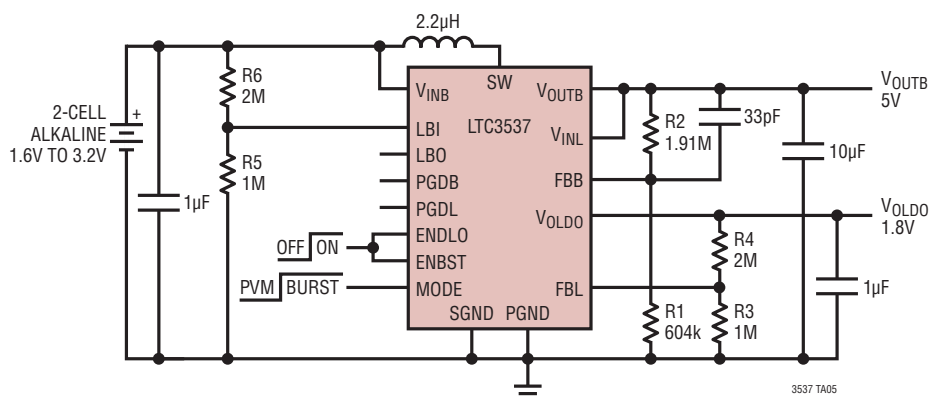 2.2µH
2-CELL
ALKALINE
1.6V TO 3.2V
+
R6
2M
R5
1M
1µF
OFF ON
PVM BURST
VINB
SW
LTC3537
LBI
LBO
PGDB
PGDL
ENDLO
ENBST
MODE
SGND PGND
VOUTB
VINL
FBB
VOLDO
FBL
R2
1.91M
33pF
10µF
VOUTB
5V
VOLDO
1.8V
R4
2M
R1
604k
R3
1M
1µF
3537 TA05